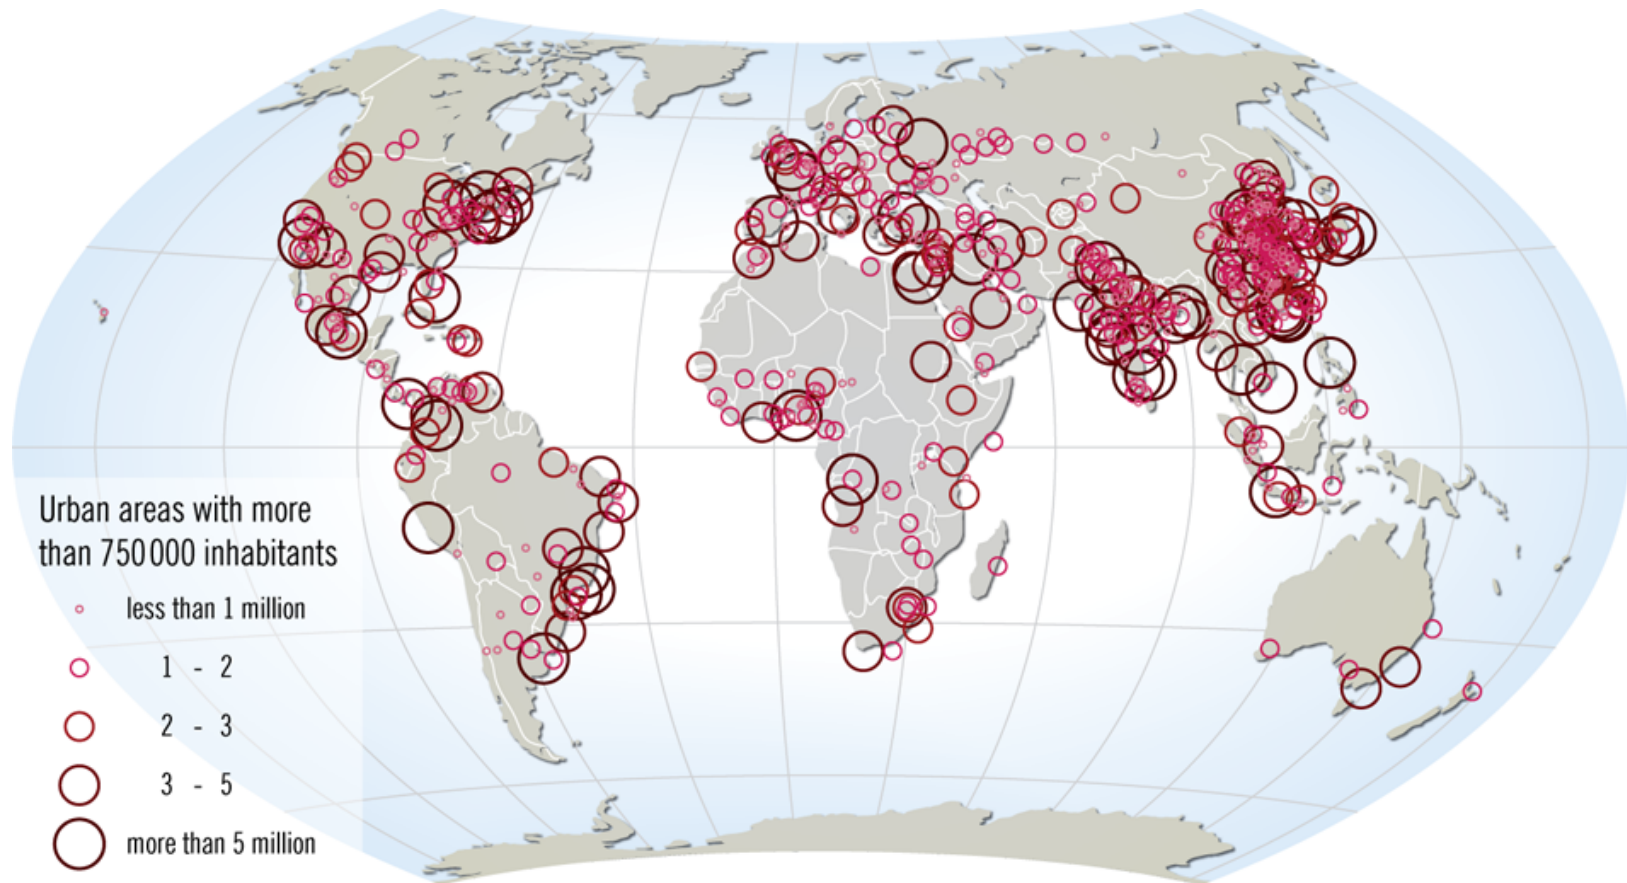 Urban areas with more
than 750 000 inhabitants
less than 1 million
1 - 2
2 - 3
3 - 5
more than 5 million